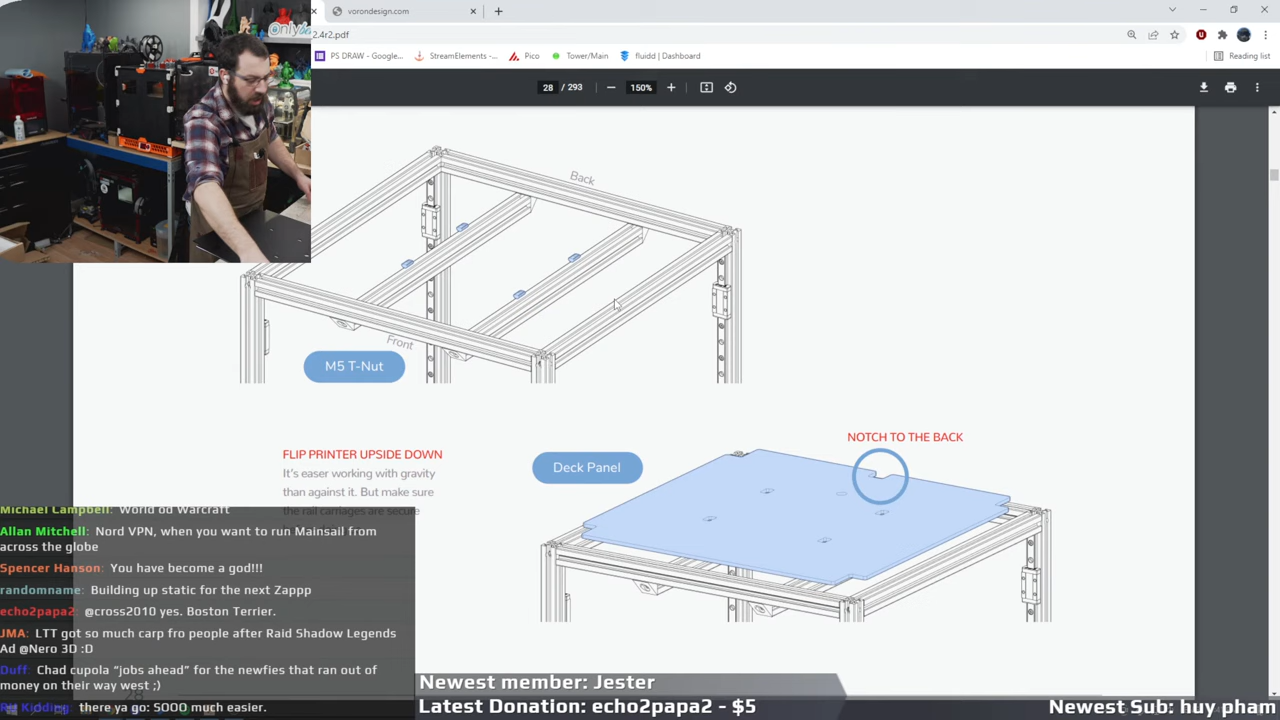 vorondesign.com
2.4r2.pdf
PS DRAW - Google...
StreamElements -...
Pico
Tower/Main
fluidd | Dashboard
Reading list
28 / 293
150%
Back
Front
M5 T-Nut
FLIP PRINTER UPSIDE DOWN
It's easer working with gravity
than against it. But make sure
the rail carriages are secure
Deck Panel
NOTCH TO THE BACK
Michael Campbell: World od Warcraft
Allan Mitchell: Nord VPN, when you want to run Mainsail from
across the globe
Spencer Hanson: You have become a god!!!
randomname: Building up static for the next Zappp
echo2papa2: @cross2010 yes. Boston Terrier.
JMA: LTT got so much carp fro people after Raid Shadow Legends
Ad @Nero 3D :D
Duff: Chad cupola “jobs ahead” for the newfies that ran out of
money on their way west ;)
Kidding: there ya go: SOOO much easier.
Newest member: Jester
Latest Donation: echo2papa2 - $5
Newest Sub: huy pham